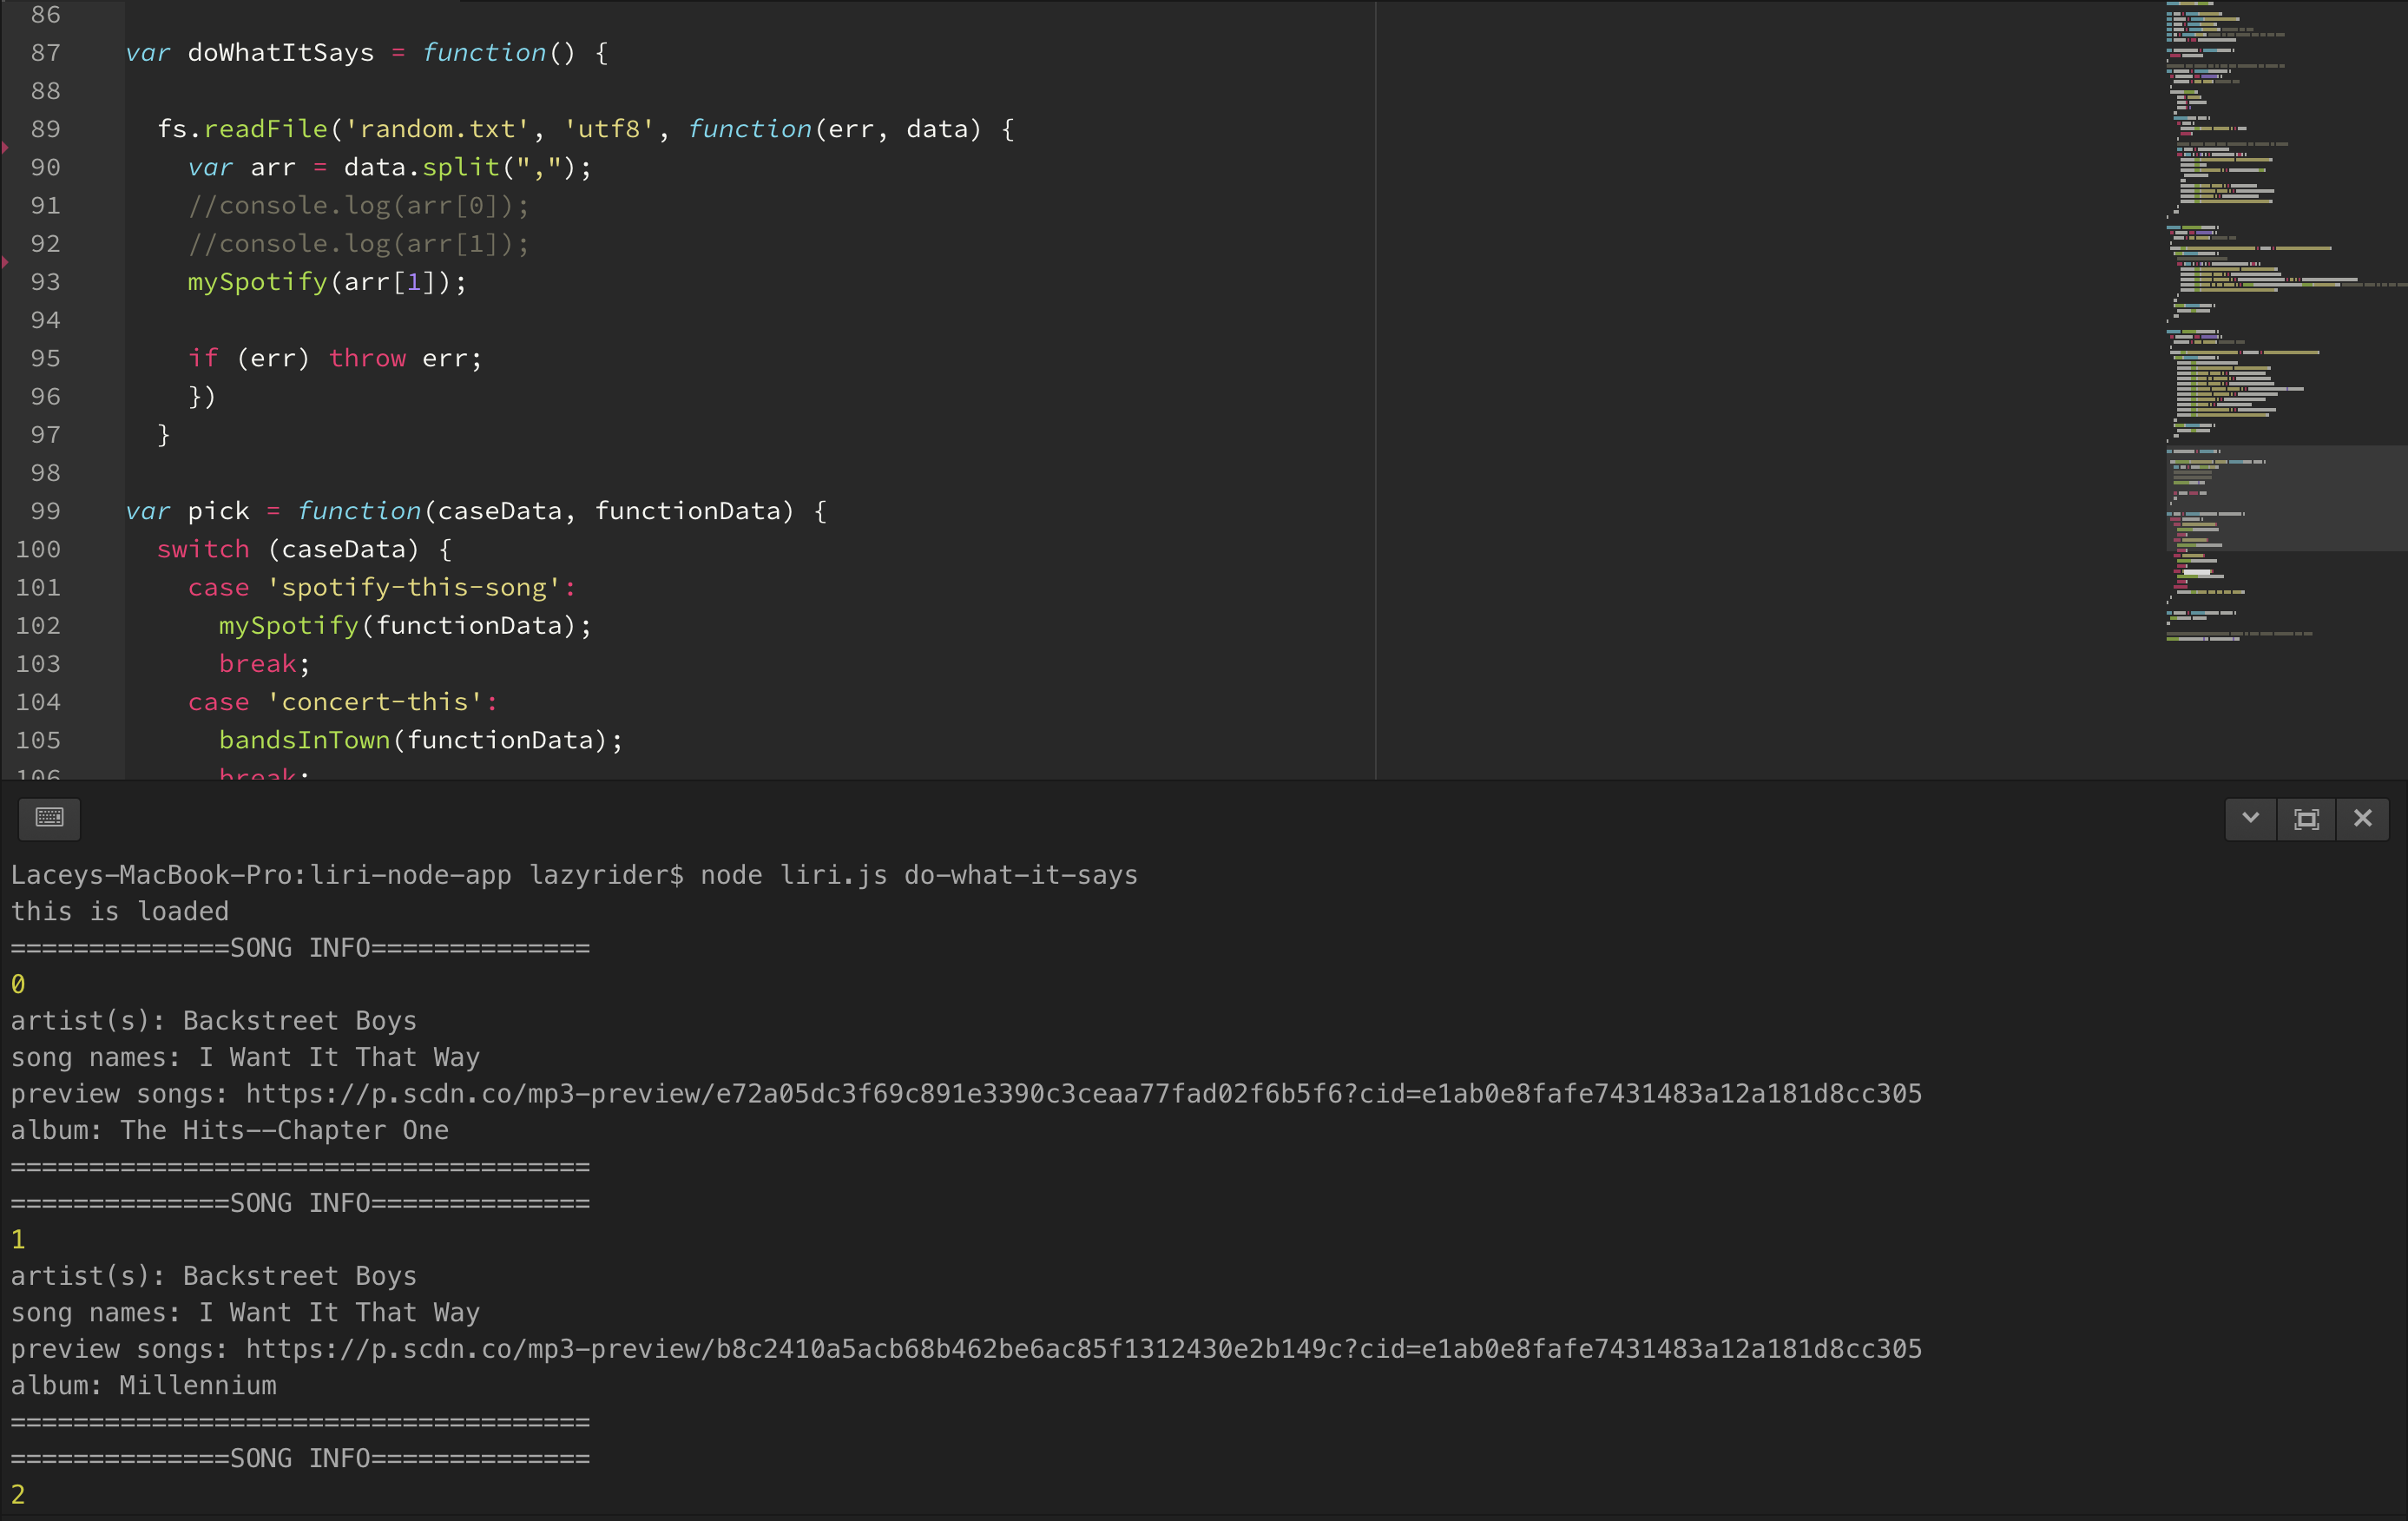 86
87 var doWhatItSays = function() {
88
89 fs.readFile('random.txt', 'utf8', function(err, data) {
90 var arr = data.split(",");
91 //console.log(arr[0]);
92 //console.log(arr[1]);
93 mySpotify(arr[1]);
94
95 if (err) throw err;
96 })
97 }
98
99 var pick = function(caseData, functionData) {
100 switch (caseData) {
101 case 'spotify-this-song':
102 mySpotify(functionData);
103 break;
104 case 'concert-this':
105 bandsInTown(functionData);
106 break;
Laceys-MacBook-Pro:liri-node-app lazyrider$ node liri.js do-what-it-says
this is loaded
==============SONG INFO==============
0
artist(s): Backstreet Boys
song names: I Want It That Way
preview songs: https://p.scdn.co/mp3-preview/e72a05dc3f69c891e3390c3ceaa77fad02f6b5f6?cid=e1ab0e8fafe7431483a12a181d8cc305
album: The Hits--Chapter One
=====================================
==============SONG INFO==============
1
artist(s): Backstreet Boys
song names: I Want It That Way
preview songs: https://p.scdn.co/mp3-preview/b8c2410a5acb68b462be6ac85f1312430e2b149c?cid=e1ab0e8fafe7431483a12a181d8cc305
album: Millennium
=====================================
==============SONG INFO==============
2